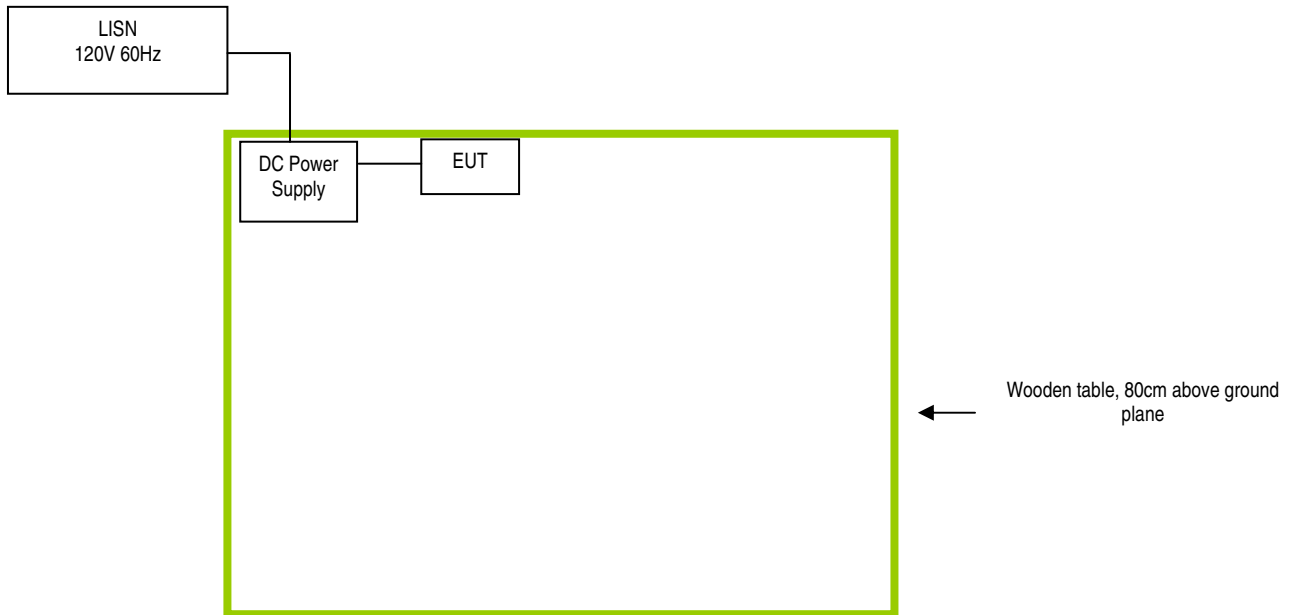 LISN
120V 60Hz
DC Power
Supply
EUT
Wooden table, 80cm above ground
plane